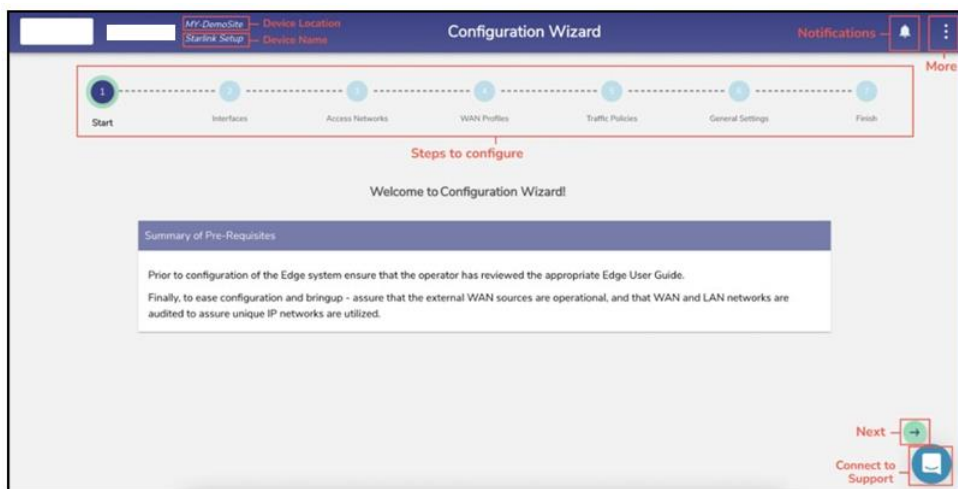 MY-DemoSite
Device Location
Starlink Setup
Device Name
Configuration Wizard
Notifications
More
1
2
3
4
5
6
7
Start
Interfaces
Access Networks
WAN Profiles
Traffic Policies
General Settings
Finish
Steps to configure
Welcome to Configuration Wizard!
Summary of Pre-Requisites
Prior to configuration of the Edge system ensure that the operator has reviewed the appropriate Edge User Guide.
Finally, to ease configuration and bringup - assure that the external WAN sources are operational, and that WAN and LAN networks are
audited to assure unique IP networks are utilized.
Next
Connect to
Support